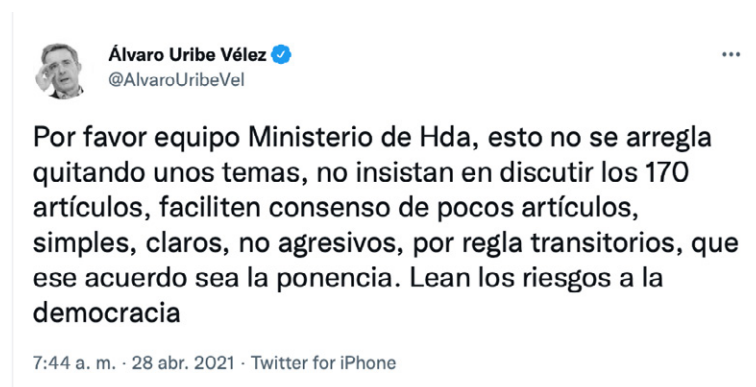 Álvaro Uribe Vélez
@AlvaroUribeVel
Por favor equipo Ministerio de Hda, esto no se arregla
quitando unos temas, no insistan en discutir los 170
artículos, faciliten consenso de pocos artículos,
simples, claros, no agresivos, por regla transitorios, que
ese acuerdo sea la ponencia. Lean los riesgos a la
democracia
7:44 a. m. · 28 abr. 2021 · Twitter for iPhone